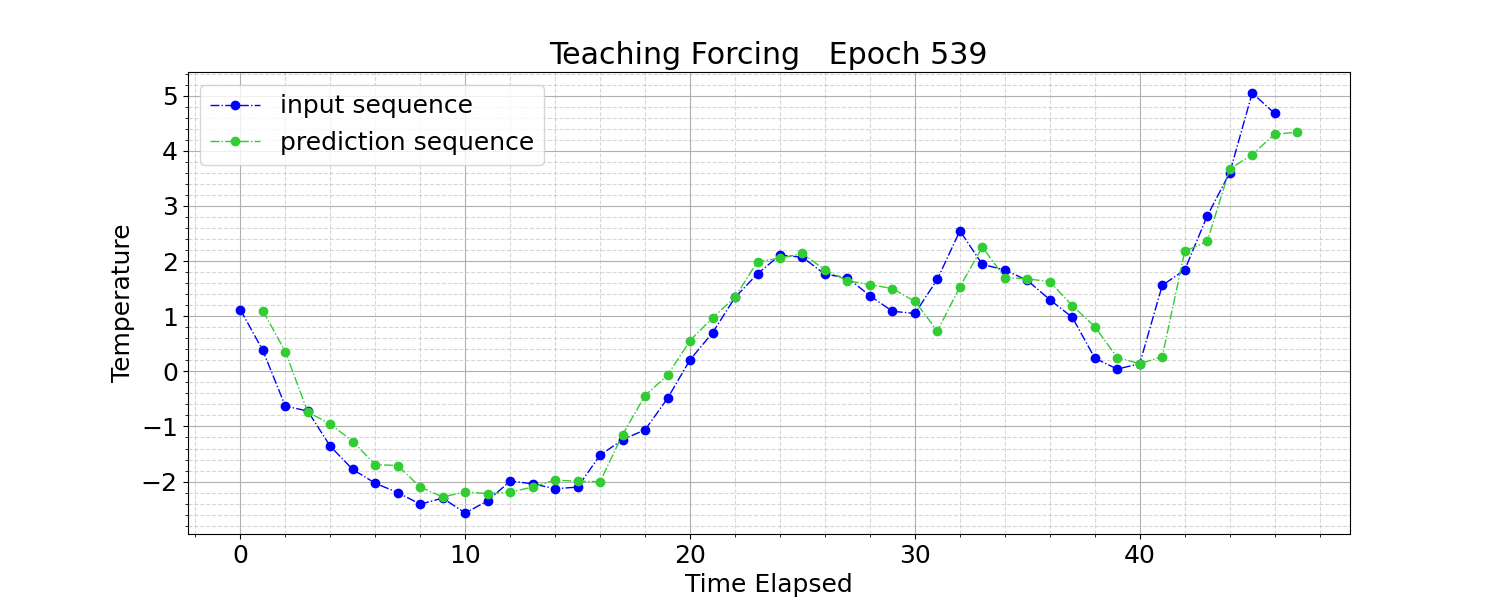 Teaching Forcing   Epoch 539
input sequence
prediction sequence
5
4
3
2
1
0
−1
−2
Temperature
0 10 20 30 40
Time Elapsed